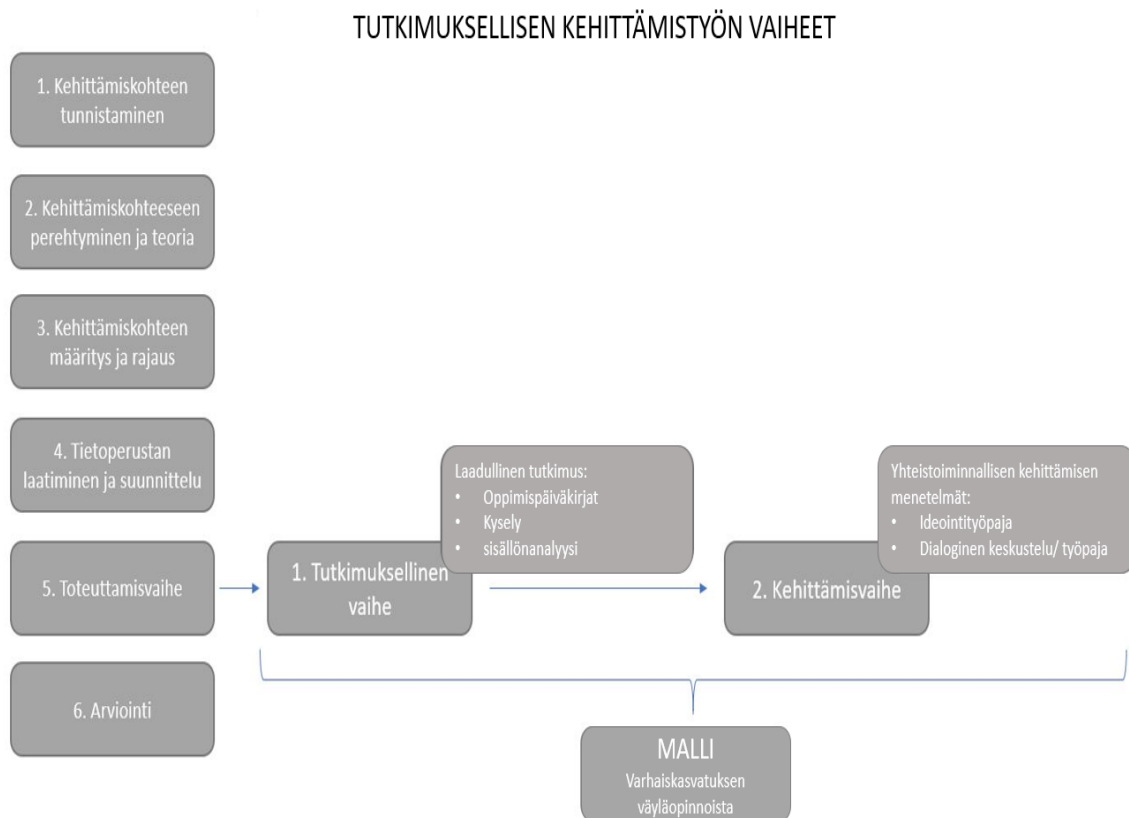 TUTKIMUKSELLISEN KEHITTÄMISTYÖN VAIHEET
1. Kehittämiskohteen
tunnistaminen
2. Kehittämiskohteeseen
perehtyminen ja teoria
3. Kehittämiskohteen
määritys ja rajaus
4. Tietoperustan
laatiminen ja suunnittelu
5. Toteuttamisvaihe
1. Tutkimuksellinen
vaihe
Laadullinen tutkimus:
• Oppimispäiväkirjat
• Kysely
• sisällönanalyysi
2. Kehittämisvaihe
Yhteistoiminnallisen kehittämisen
menetelmät:
• Ideointityöpaja
• Dialoginen keskustelu/ työpaja
6. Arviointi
MALLI
Varhaiskasvatuksen
väyläopinnoista